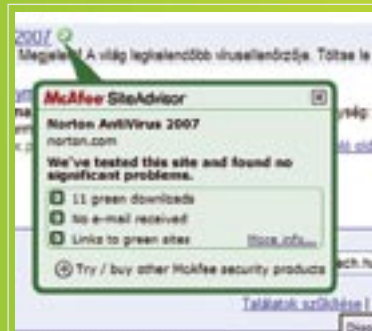 2007
Megjelent! A világ legkelendőbb vírusellenőrzője. Töltse le
McAfee SiteAdvisor
Norton AntiVirus 2007
norton.com
We've tested this site and found no
significant problems.
11 green downloads
No e-mail received
Links to green sites More info...
Try / buy other McAfee security products
Találatok szűkítése |